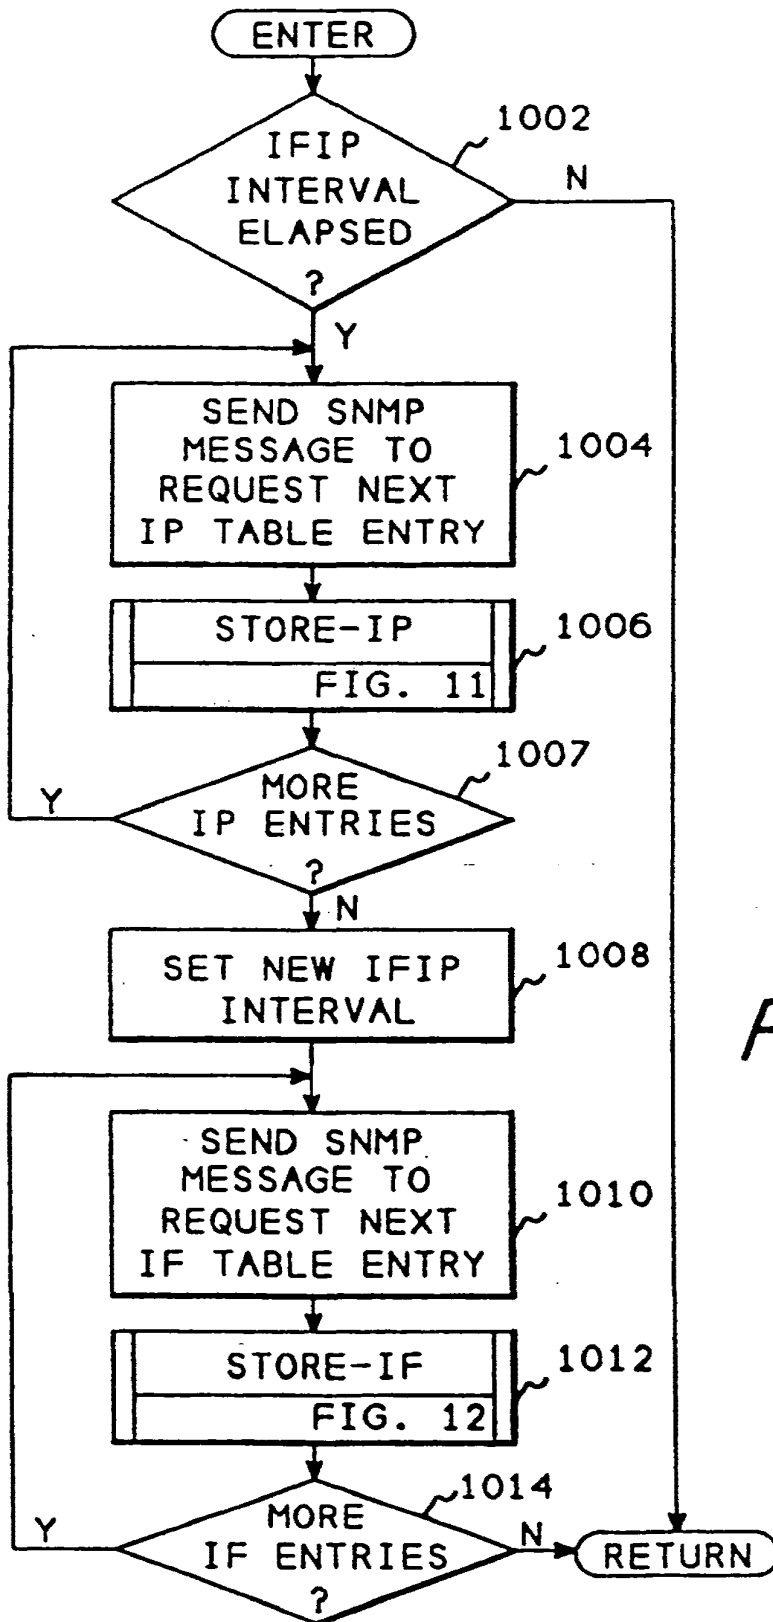 ENTER
1002
IFIP
INTERVAL
ELAPSED
?
N
Y
SEND SNMP
MESSAGE TO
REQUEST NEXT
IP TABLE ENTRY
1004
STORE-IP
FIG. 11
1006
1007
MORE
IP ENTRIES
?
Y
N
SET NEW IFIP
INTERVAL
1008
SEND SNMP
MESSAGE TO
REQUEST NEXT
IF TABLE ENTRY
1010
STORE-IF
FIG. 12
1012
1014
MORE
IF ENTRIES
?
Y
N
RETURN